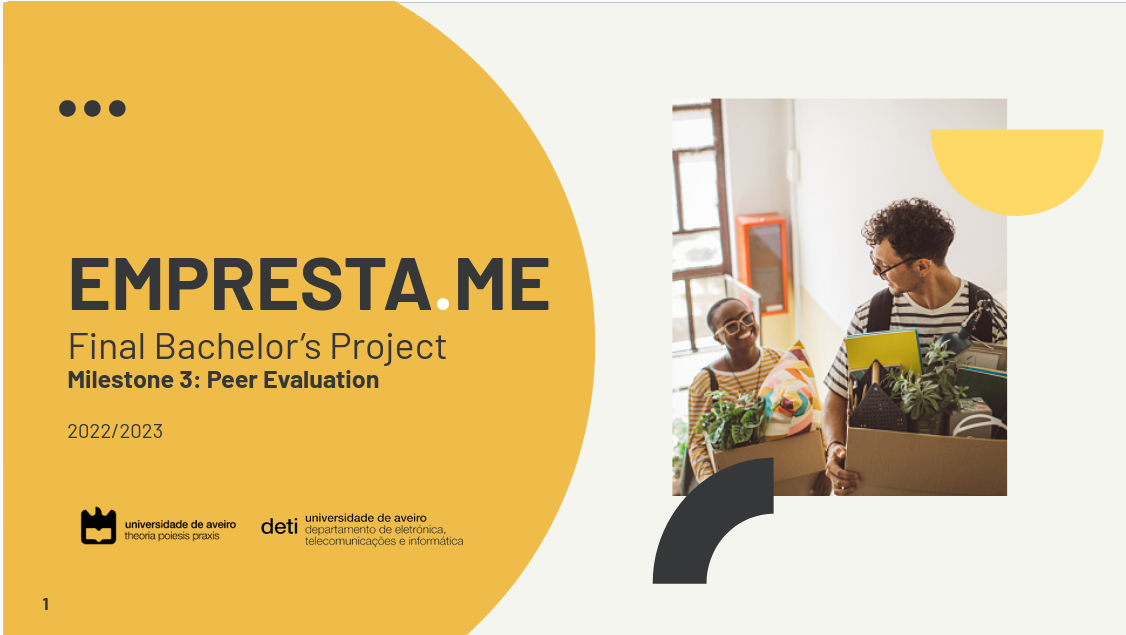 EMPRESTA.ME
Final Bachelor’s Project
Milestone 3: Peer Evaluation
2022/2023
universidade de aveiro
theoria poiesis praxis
deti
universidade de aveiro
departamento de eletrónica,
telecomunicações e informática
1